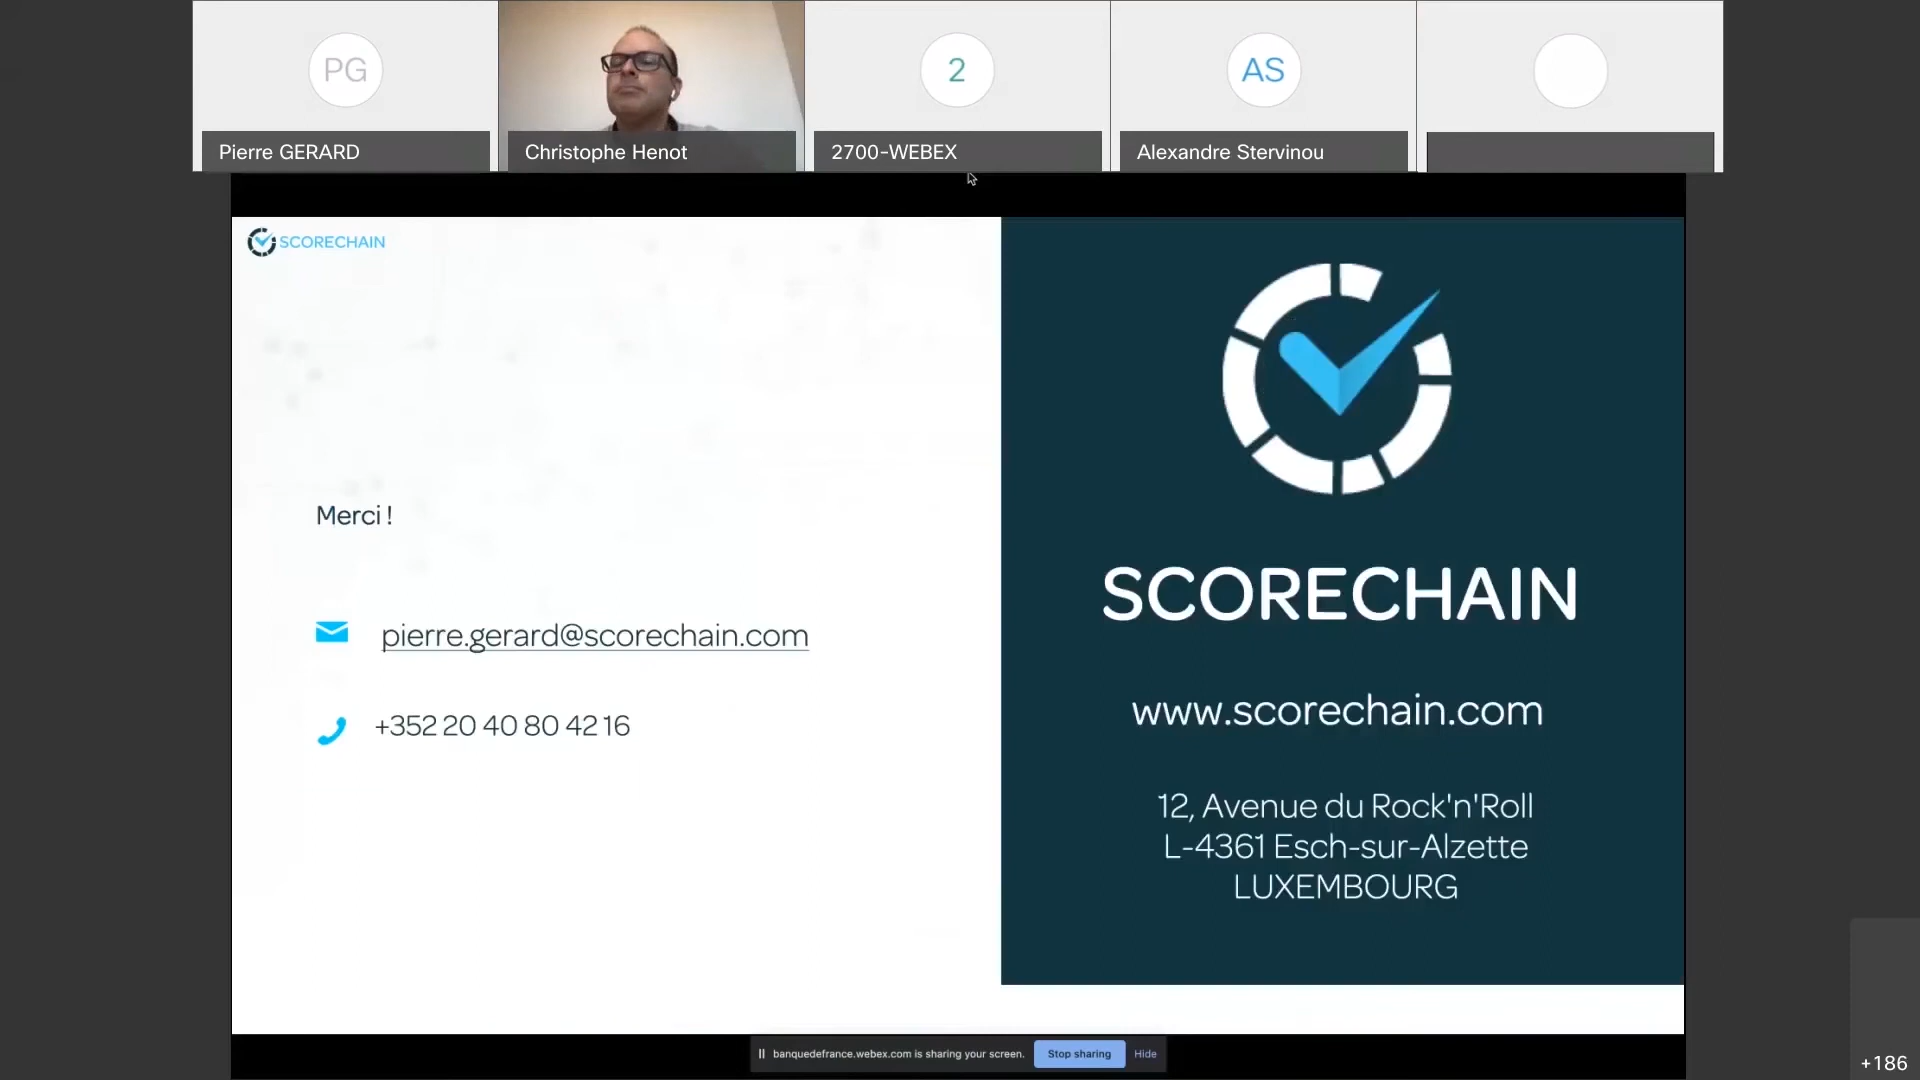 PG
2
AS
Pierre GERARD
Christophe Henot
2700-WEBEX
Alexandre Stervinou
SCORECHAIN
Merci !
pierre.gerard@scorechain.com
+352 20 40 80 42 16
SCORECHAIN
www.scorechain.com
12, Avenue du Rock'n'Roll
L-4361 Esch-sur-Alzette
LUXEMBOURG
banquedefrance.webex.com is sharing your screen.
Stop sharing
Hide
+186